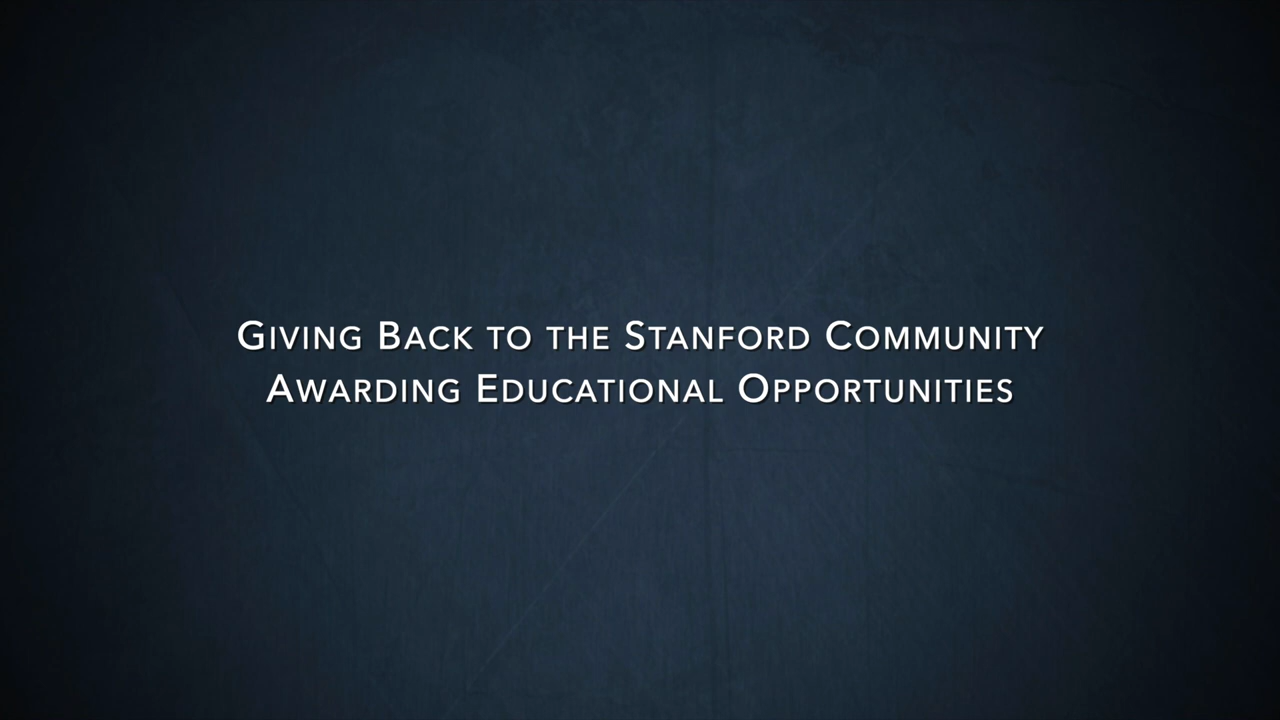 Giving Back to the Stanford Community
Awarding Educational Opportunities